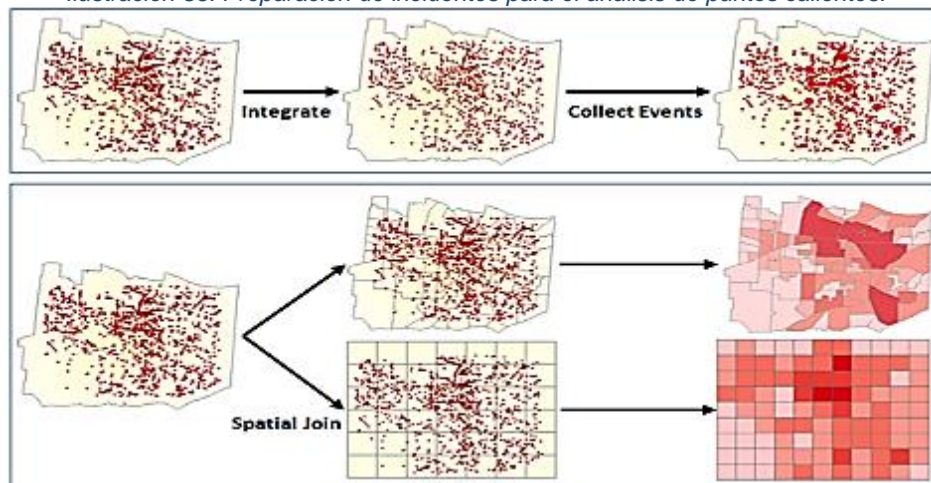 Preparación de incidentes para el análisis de puntos calientes.
Integrate
Collect Events
Spatial Join